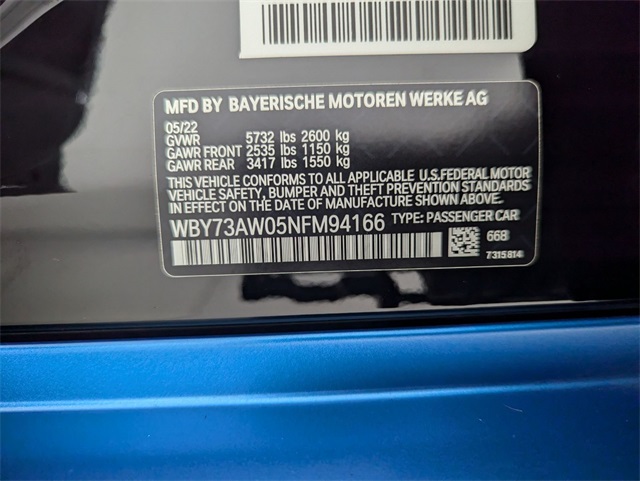 MFD BY BAYERISCHE MOTOREN WERKE AG
05/22
GVWR 5732 lbs 2600 kg
GAWR FRONT 2535 lbs 1150 kg
GAWR REAR 3417 lbs 1550 kg
THIS VEHICLE CONFORMS TO ALL APPLICABLE U.S.FEDERAL MOTOR
VEHICLE SAFETY, BUMPER AND THEFT PREVENTION STANDARDS
IN EFFECT ON THE DATE OF MANUFACTURE SHOWN ABOVE.
WBY73AW05NFM94166 TYPE: PASSENGER CAR
668
7315814